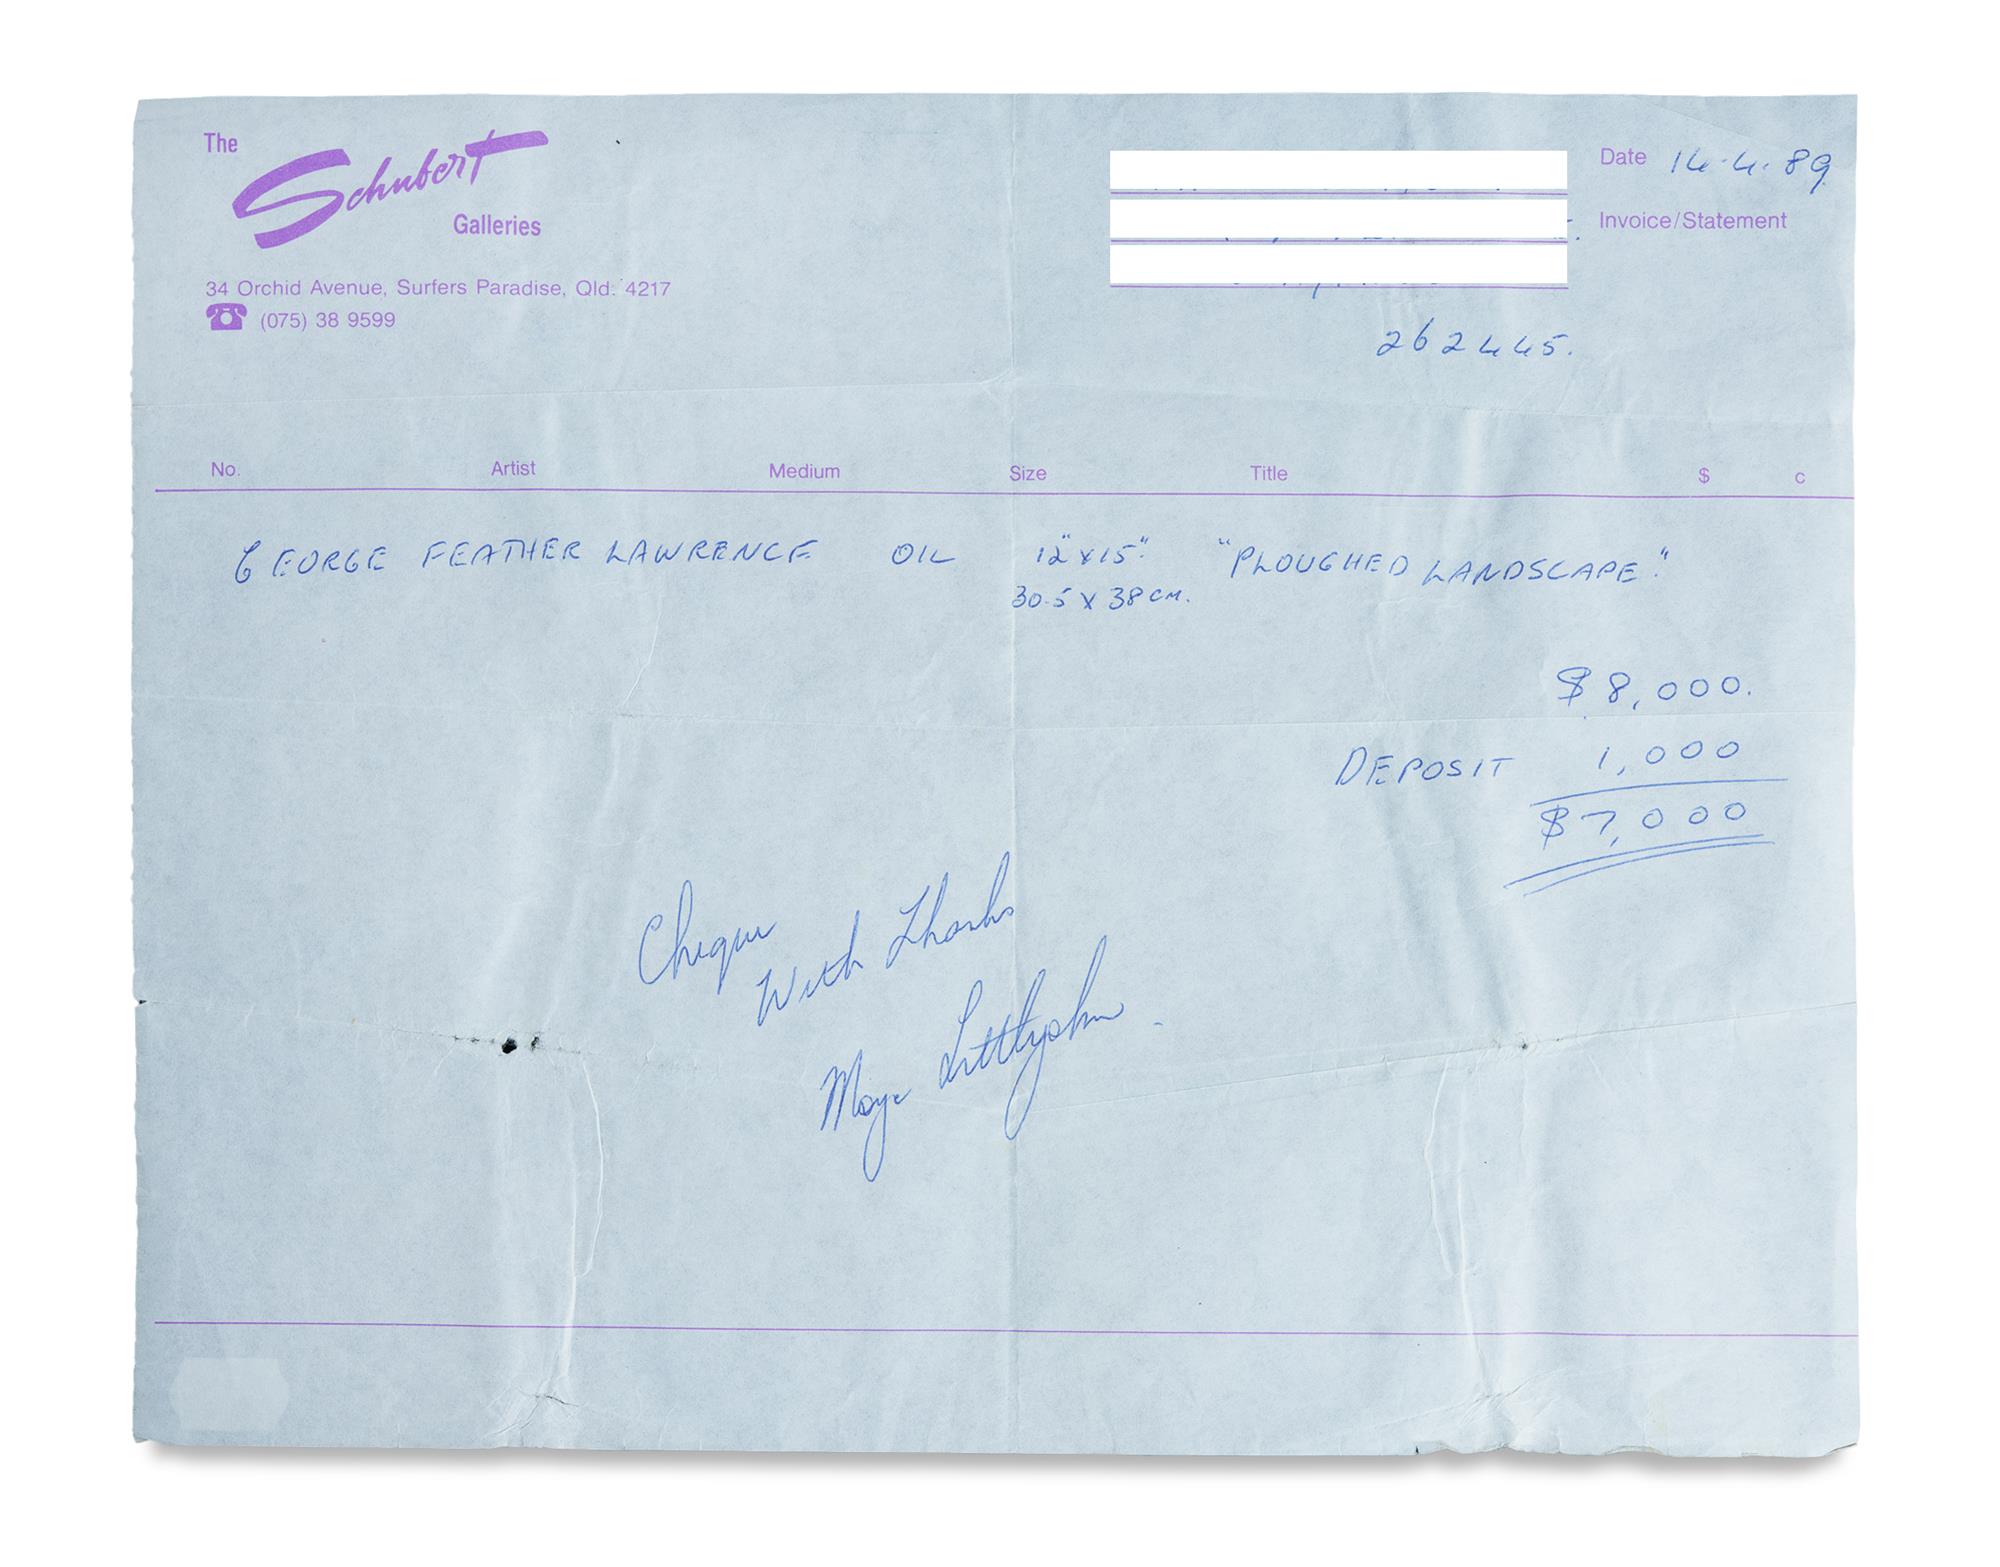 The
Schubert
Galleries
34 Orchid Avenue, Surfers Paradise, Qld. 4217
(075) 38 9599
Date 14.4.89
Invoice/Statement
262445.
No. Artist Medium Size Title $ c
GEORGE FEATHER LAWRENCE OIL 12" x 15". "PLOUGHED LANDSCAPE."
30.5 X 38 CM.
$8,000.
DEPOSIT 1,000
$7,000
Cheque
With Thanks